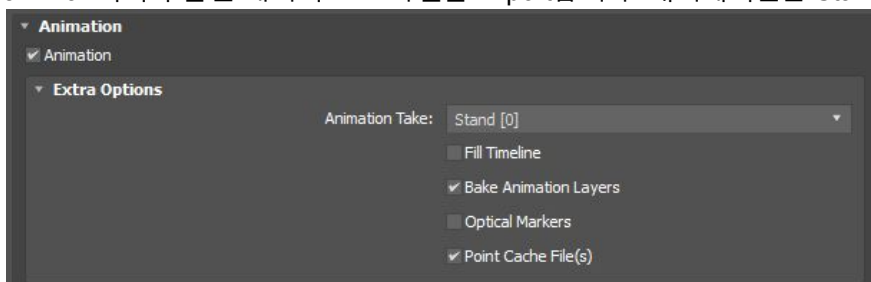 Animation
Animation
Extra Options
Animation Take: Stand [0]
Fill Timeline
Bake Animation Layers
Optical Markers
Point Cache File(s)